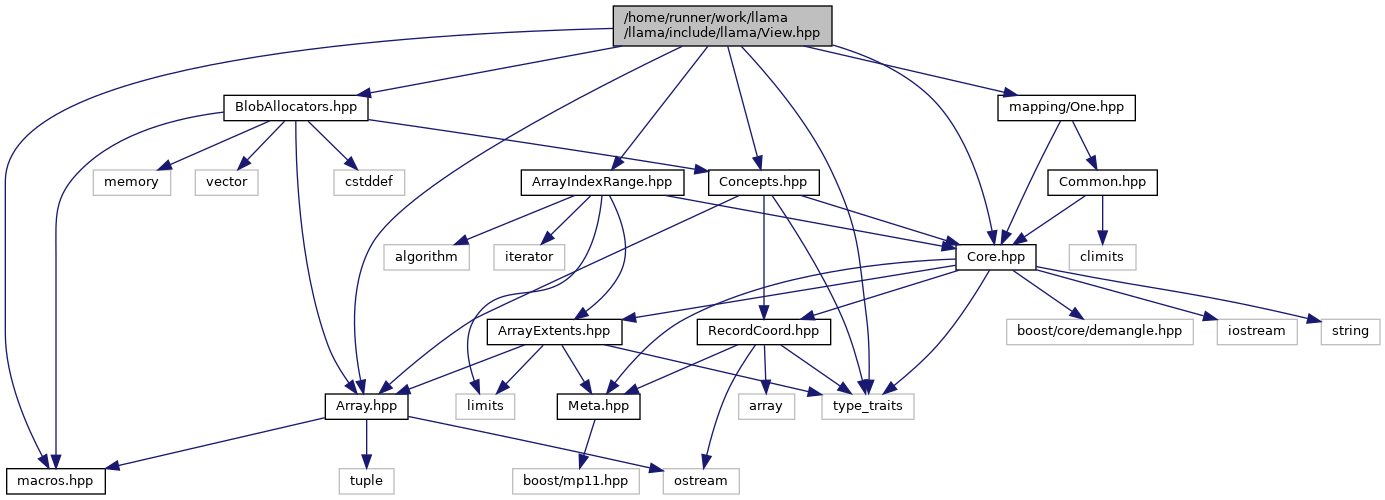 /home/runner/work/llama
/llama/include/llama/View.hpp
BlobAllocators.hpp
mapping/One.hpp
memory
vector
cstddef
ArrayIndexRange.hpp
Concepts.hpp
Common.hpp
algorithm
iterator
Core.hpp
climits
ArrayExtents.hpp
RecordCoord.hpp
boost/core/demangle.hpp
iostream
string
Array.hpp
limits
Meta.hpp
array
type_traits
macros.hpp
tuple
boost/mp11.hpp
ostream